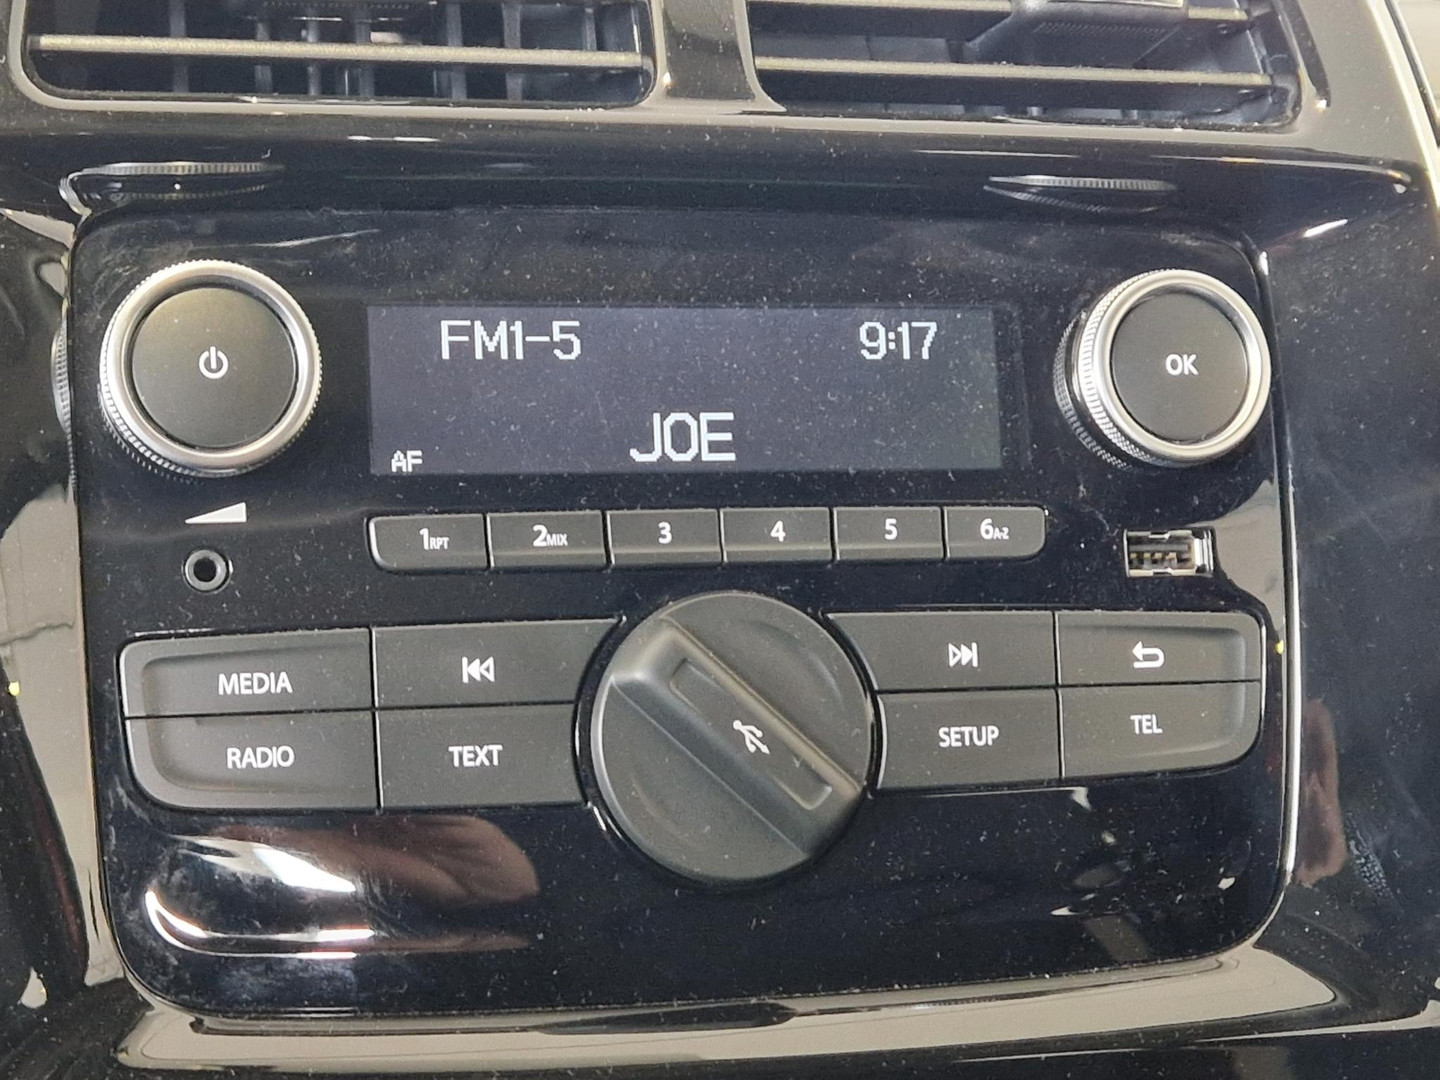 FM1-5 9:17
JOE
AF
OK
1RPT 2MIX 3 4 5 6A-Z
MEDIA
RADIO TEXT SETUP TEL